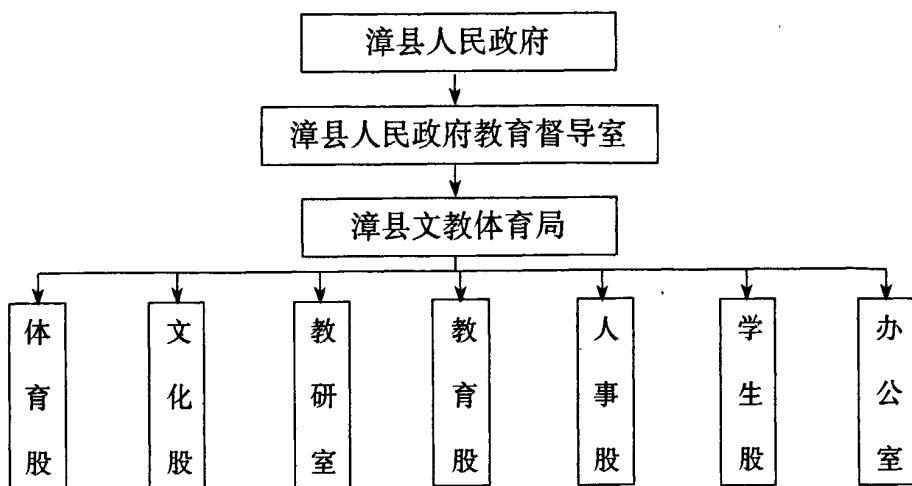 漳县人民政府
漳县人民政府教育督导室
漳县文教体育局
体育股
文化股
教研室
教育股
人事股
学生股
办公室